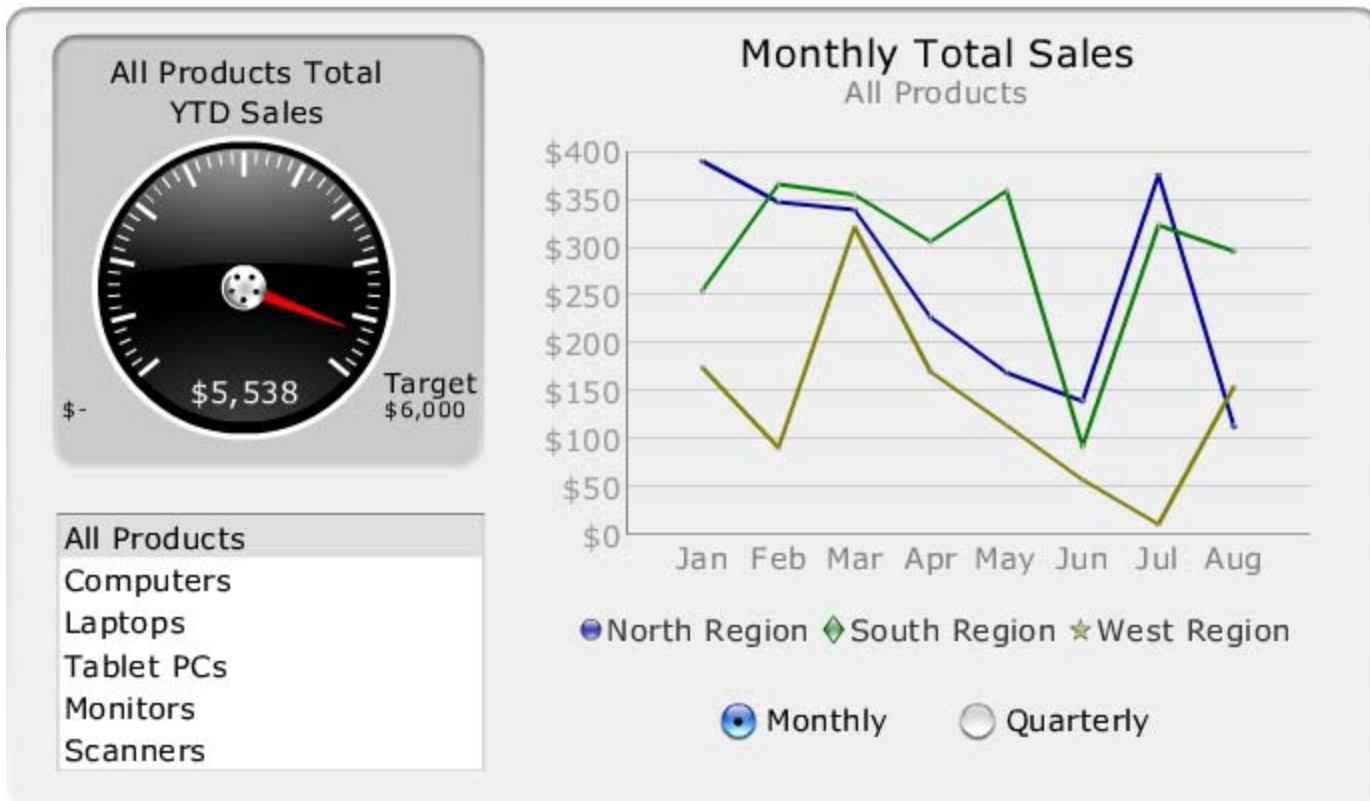 All Products Total
YTD Sales
$5,538
$-
Target
$6,000
All Products
Computers
Laptops
Tablet PCs
Monitors
Scanners
Monthly Total Sales
All Products
$400
$350
$300
$250
$200
$150
$100
$50
$0
Jan Feb Mar Apr May Jun Jul Aug
North Region South Region West Region
Monthly Quarterly